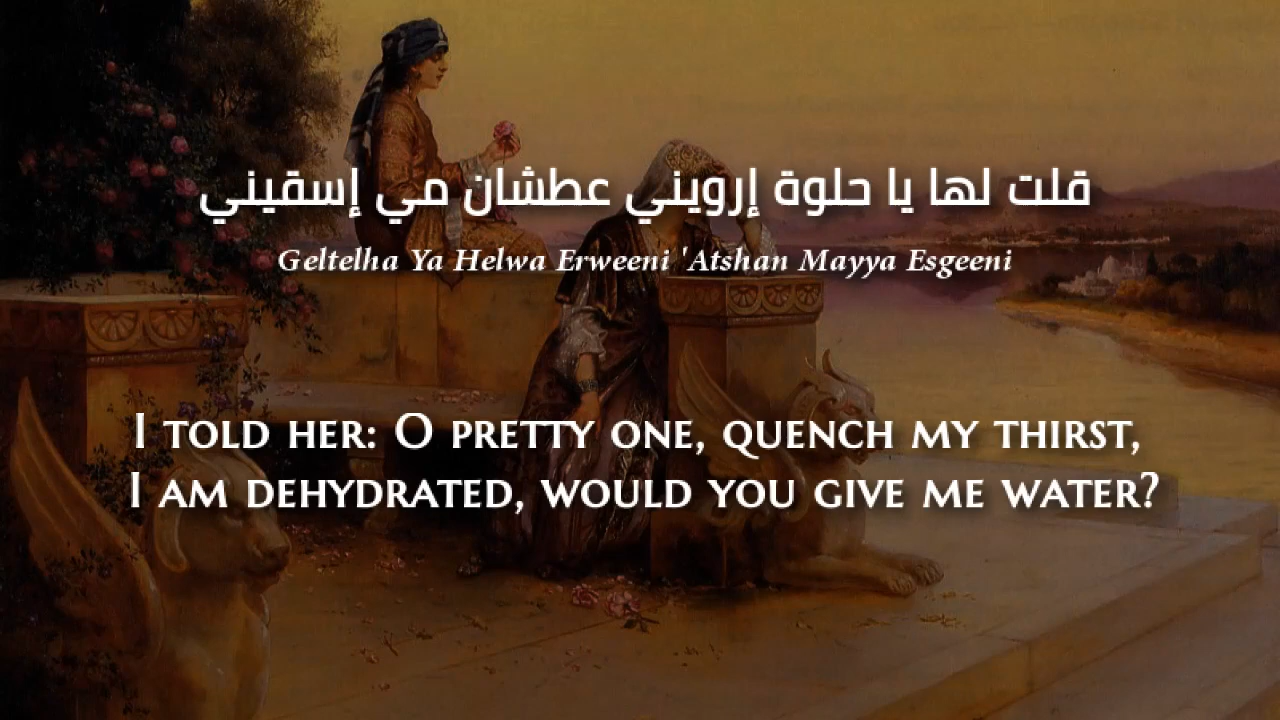 قلت لها يا حلوة إرويني عطشان مي إسقيني
Geltelha Ya Helwa Erweeni 'Atshan Mayya Esgeeni
I told her: O pretty one, quench my thirst,
I am dehydrated, would you give me water?